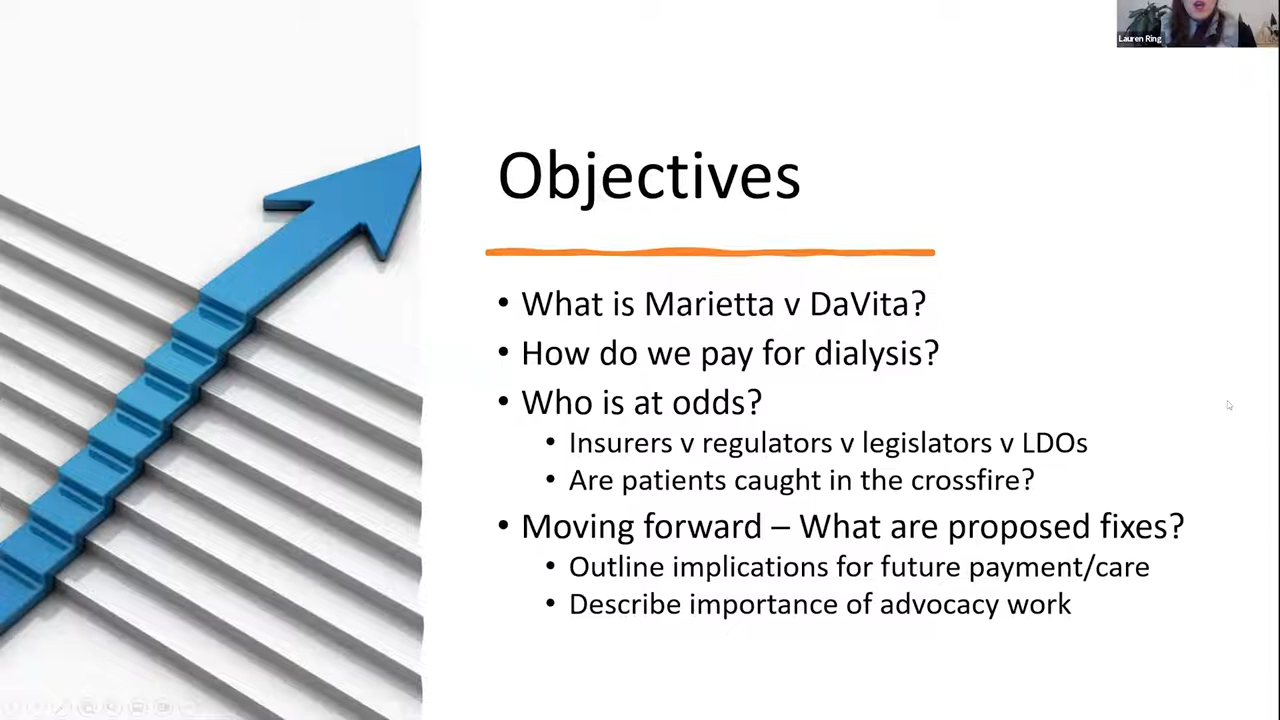 Lauren Ring
Objectives
• What is Marietta v DaVita?
• How do we pay for dialysis?
• Who is at odds?
• Insurers v regulators v legislators v LDOs
• Are patients caught in the crossfire?
• Moving forward – What are proposed fixes?
• Outline implications for future payment/care
• Describe importance of advocacy work